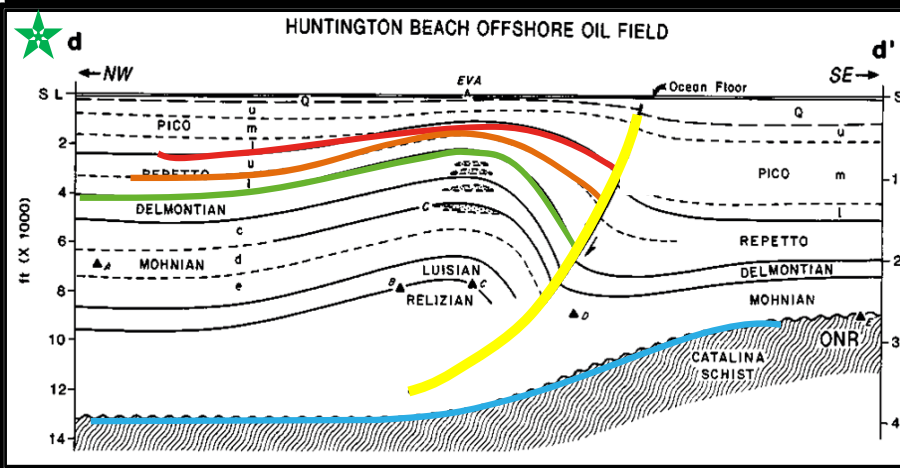 HUNTINGTON BEACH OFFSHORE OIL FIELD
d
d'
NW
SE
EVA
Ocean Floor
S L
S
Q
Q
u
u
PICO
m
l
2
u
PICO
m
1
REPETTO
l
4
DELMONTIAN
C
l
c
6
REPETTO
A
MOHNIAN
d
2
LUISIAN
DELMONTIAN
e
8
B
C
RELIZIAN
MOHNIAN
D
E
10
ONR
3
CATALINA
SCHIST
12
4
14
ft (X 1000)